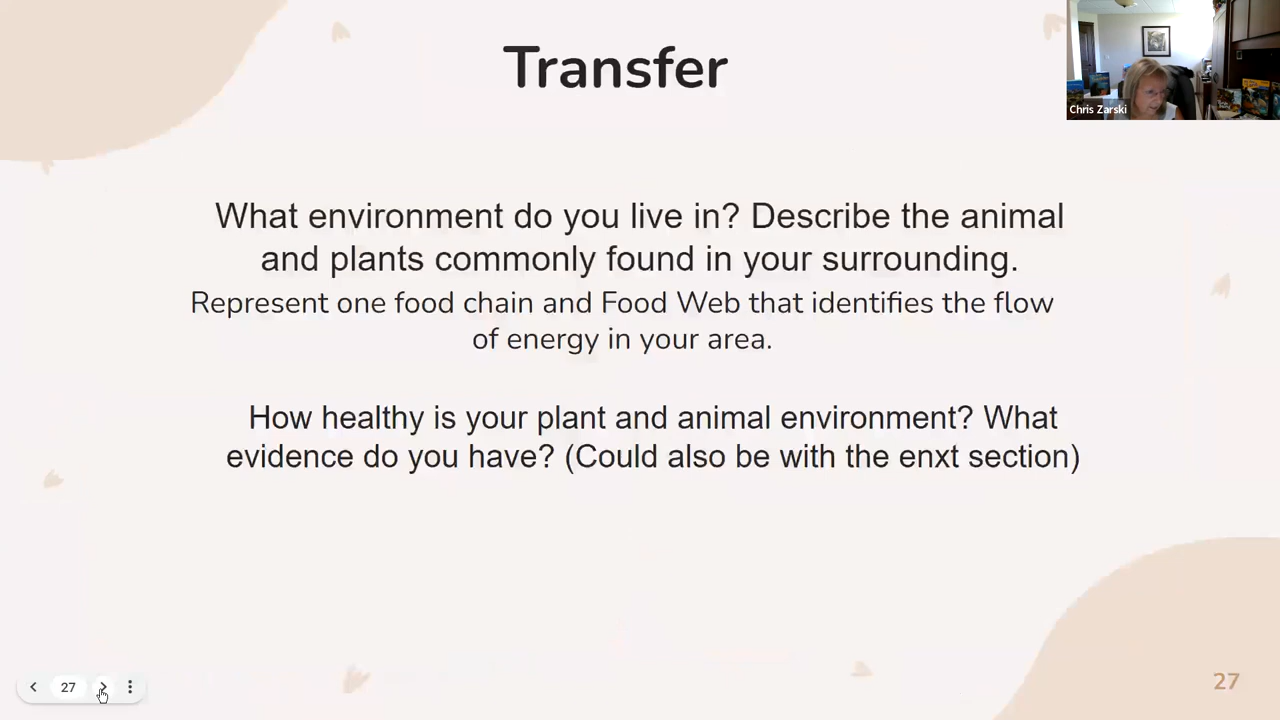 Transfer
Chris Zarski
What environment do you live in? Describe the animal
and plants commonly found in your surrounding.
Represent one food chain and Food Web that identifies the flow
of energy in your area.
How healthy is your plant and animal environment? What
evidence do you have? (Could also be with the enxt section)
27
27